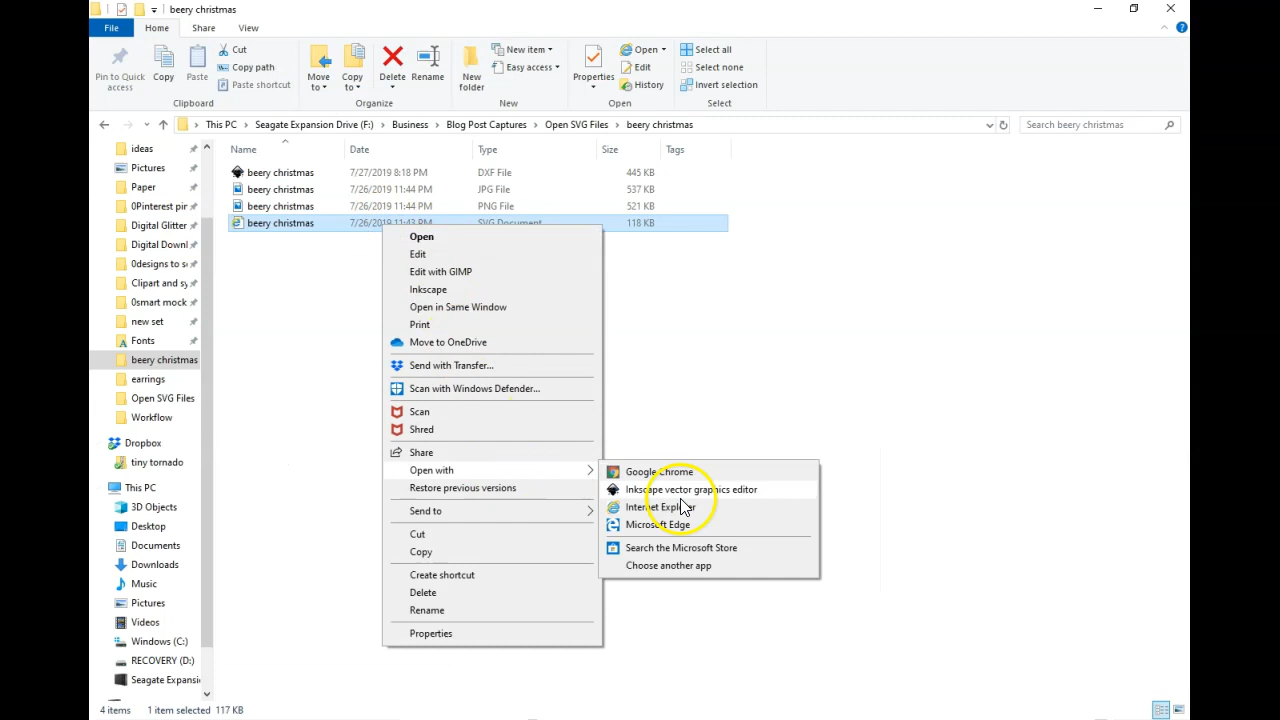 beery christmas
File Home Share View
Pin to Quick access
Copy
Paste
Cut
Copy path
Paste shortcut
Clipboard
Move to
Copy to
Delete
Rename
Organize
New folder
New item
Easy access
New
Properties
Open
Edit
History
Open
Select all
Select none
Invert selection
Select
This PC > Seagate Expansion Drive (F:) > Business > Blog Post Captures > Open SVG Files > beery christmas
Search beery christmas
Name Date Type Size Tags
beery christmas 7/27/2019 8:18 PM DXF File 445 KB
beery christmas 7/26/2019 11:44 PM JPG File 537 KB
beery christmas 7/26/2019 11:44 PM PNG File 521 KB
beery christmas 7/26/2019 11:43 PM SVG Document 118 KB
ideas
Pictures
Paper
0Pinterest pir
Digital Glitter
Digital Downl
0designs to se
Clipart and sy
0smart mock
new set
Fonts
beery christmas
earrings
Open SVG Files
Workflow
Dropbox
tiny tornado
This PC
3D Objects
Desktop
Documents
Downloads
Music
Pictures
Videos
Windows (C:)
RECOVERY (D:)
Seagate Expansi
Open
Edit
Edit with GIMP
Inkscape
Open in Same Window
Print
Move to OneDrive
Send with Transfer...
Scan with Windows Defender...
Scan
Shred
Share
Open with
Restore previous versions
Send to
Cut
Copy
Create shortcut
Delete
Rename
Properties
Google Chrome
Inkscape vector graphics editor
Internet Explorer
Microsoft Edge
Search the Microsoft Store
Choose another app
4 items 1 item selected 117 KB